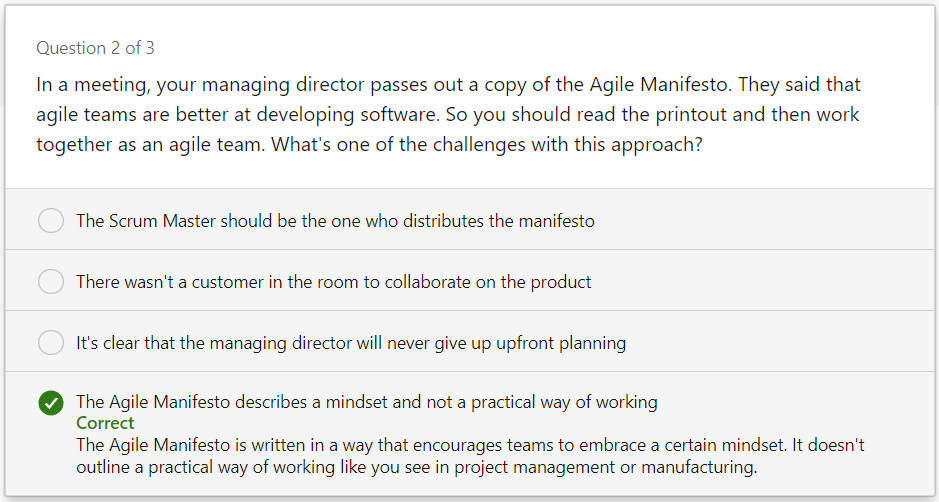 Question 2 of 3
In a meeting, your managing director passes out a copy of the Agile Manifesto. They said that
agile teams are better at developing software. So you should read the printout and then work
together as an agile team. What's one of the challenges with this approach?
The Scrum Master should be the one who distributes the manifesto
There wasn't a customer in the room to collaborate on the product
It's clear that the managing director will never give up upfront planning
The Agile Manifesto describes a mindset and not a practical way of working
Correct
The Agile Manifesto is written in a way that encourages teams to embrace a certain mindset. It doesn't
outline a practical way of working like you see in project management or manufacturing.